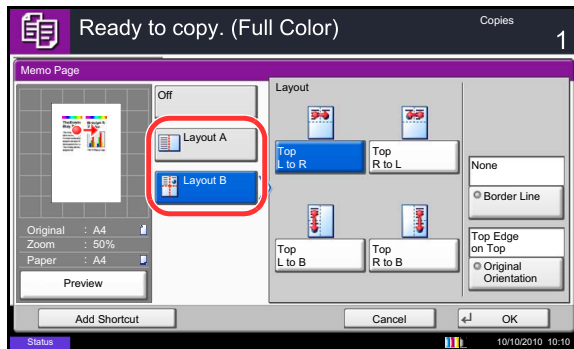 Ready to copy. (Full Color)
Copies
1
Memo Page
Off
Layout A
Layout B
Layout
Top
L to R
Top
R to L
Top
L to B
Top
R to B
None
Border Line
Top Edge
on Top
Original
Orientation
Original : A4
Zoom : 50%
Paper : A4
Preview
Add Shortcut
Cancel
OK
Status
10/10/2010 10:10